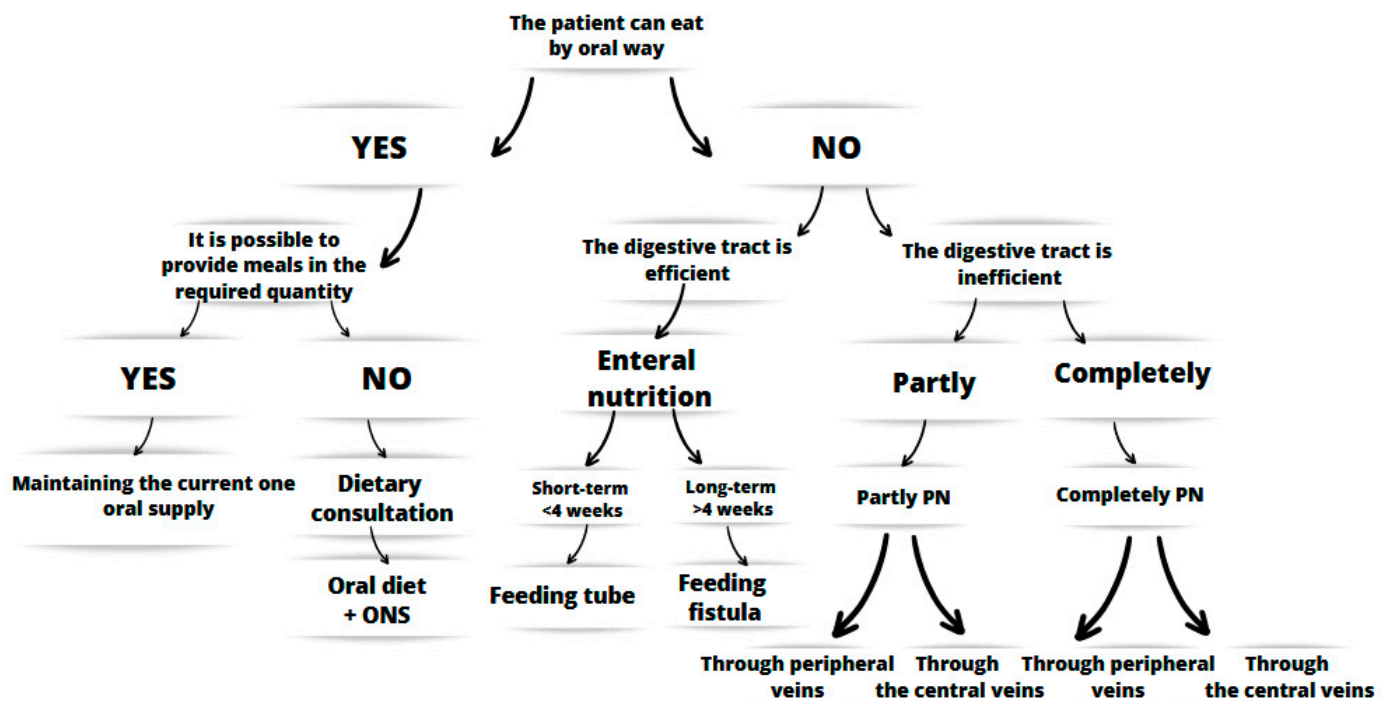 The patient can eat
by oral way
YES
NO
It is possible to
provide meals in the
required quantity
The digestive tract is
efficient
The digestive tract is
inefficient
YES
NO
Enteral
nutrition
Partly
Completely
Maintaining the current one
oral supply
Dietary
consultation
Short-term
<4 weeks
Long-term
>4 weeks
Partly PN
Completely PN
Oral diet
+ ONS
Feeding tube
Feeding
fistula
Through peripheral
veins
Through
the central veins
Through peripheral
veins
Through
the central veins